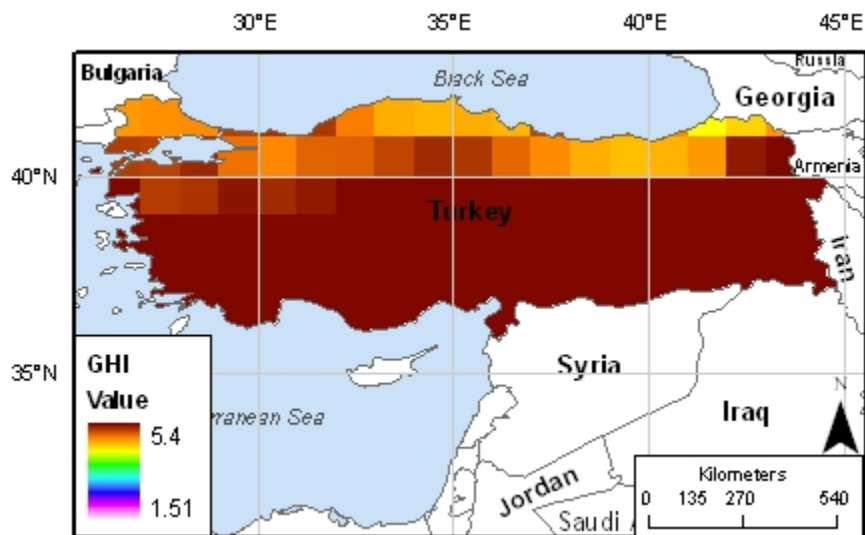 30°E 35°E 40°E 45°E
Bulgaria
Russia
Black Sea
Georgia
40°N
Armenia
Turkey
Iran
35°N
Syria
Iraq
GHI
Value
5.4
1.51
rranean Sea
Jordan
Saudi
N
Kilometers
0 135 270 540